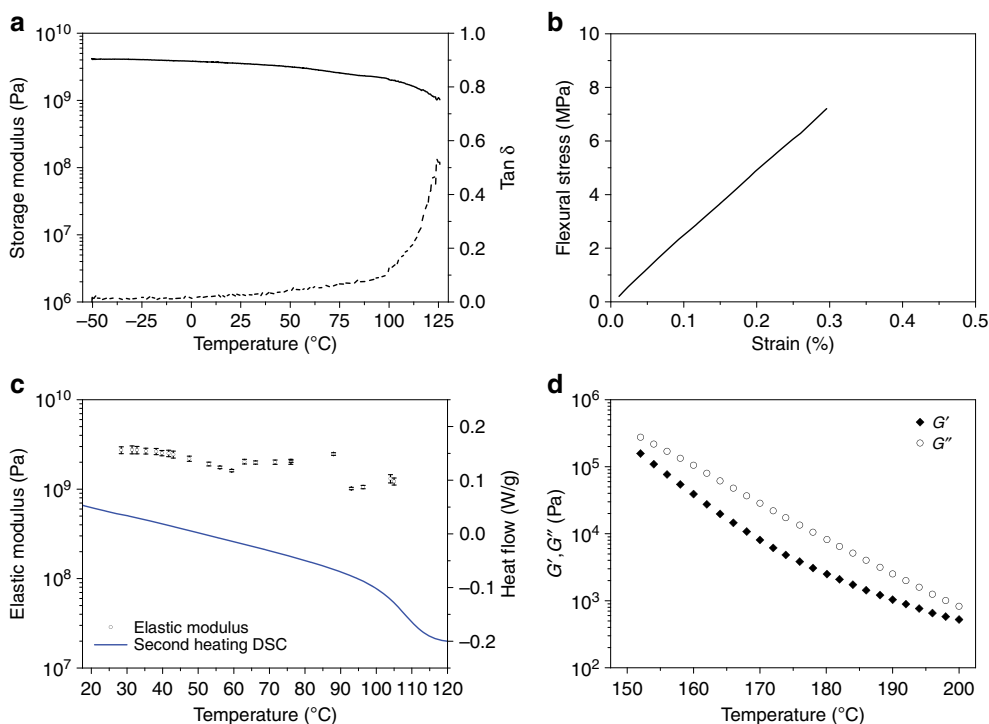 a
10^10
10^9
10^8
10^7
10^6
Storage modulus (Pa)
−50 −25 0 25 50 75 100 125
Temperature (°C)
1.0
0.8
0.6
0.4
0.2
0.0
Tan δ
b
10
8
6
4
2
0
Flexural stress (MPa)
0.0 0.1 0.2 0.3 0.4 0.5
Strain (%)
c
10^10
10^9
10^8
10^7
Elastic modulus (Pa)
Elastic modulus
Second heating DSC
20 30 40 50 60 70 80 90 100 110 120
Temperature (°C)
0.2
0.1
0.0
−0.1
−0.2
Heat flow (W/g)
d
10^6
10^5
10^4
10^3
10^2
G′,G″ (Pa)
G′
G″
150 160 170 180 190 200
Temperature (°C)